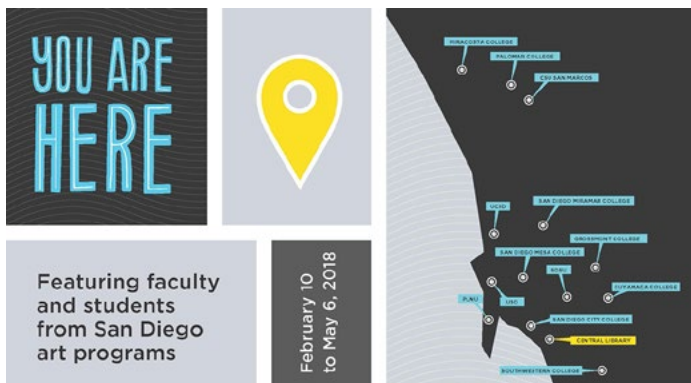 YOU ARE
HERE
Featuring faculty
and students
from San Diego
art programs
February 10
to May 6, 2018
MIRACOSTA COLLEGE
PALOMAR COLLEGE
CSU SAN MARCOS
UCSD
SAN DIEGO MIRAMAR COLLEGE
GROSSMONT COLLEGE
SAN DIEGO MESA COLLEGE
SDSU
CUYAMACA COLLEGE
USD
PLNU
SAN DIEGO CITY COLLEGE
CENTRAL LIBRARY
SOUTHWESTERN COLLEGE